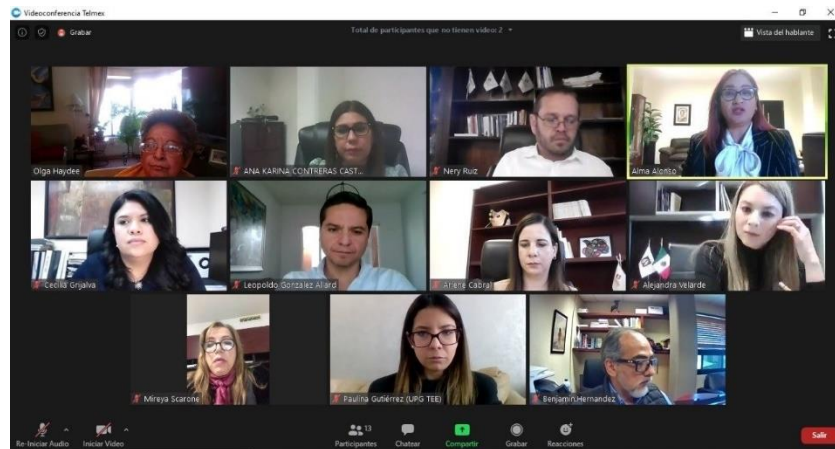 Videoconferencia Telmex
Grabar
Total de participantes que no tienen video: 2
Vista del hablante
Olga Haydee
ANA KARINA CONTRERAS CAST...
Nery Ruiz
Alma Alonso
Cecilia Grijalva
Leopoldo Gonzalez Allard
Arlene Cabral
Alejandra Velarde
Mireya Scarone
Paulina Gutiérrez (UPG TEE)
Benjamin Hernandez
Re-Iniciar Audio
Iniciar Video
13
Participantes
Chatear
Compartir
Grabar
Reacciones
Salir